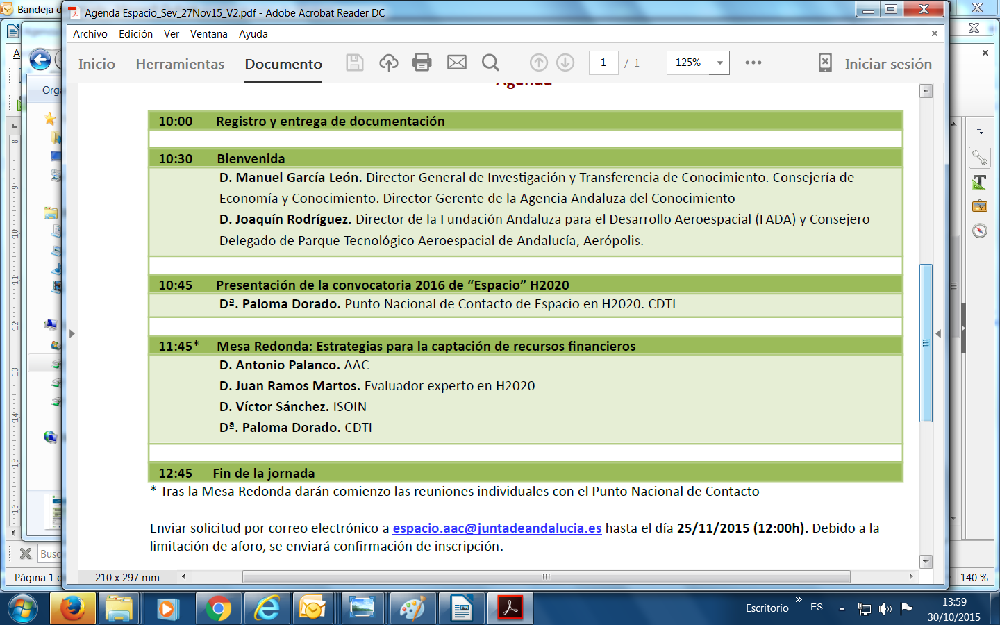 Bandeja d
Agenda Espacio_Sev_27Nov15_V2.pdf - Adobe Acrobat Reader DC
Archivo Edición Ver Ventana Ayuda
Inicio Herramientas Documento 1 / 1 125% Iniciar sesión
Orga
Agenda
10:00 Registro y entrega de documentación
10:30 Bienvenida
D. Manuel García León. Director General de Investigación y Transferencia de Conocimiento. Consejería de
Economía y Conocimiento. Director Gerente de la Agencia Andaluza del Conocimiento
D. Joaquín Rodríguez. Director de la Fundación Andaluza para el Desarrollo Aeroespacial (FADA) y Consejero
Delegado de Parque Tecnológico Aeroespacial de Andalucía, Aerópolis.
10:45 Presentación de la convocatoria 2016 de “Espacio” H2020
Dª. Paloma Dorado. Punto Nacional de Contacto de Espacio en H2020. CDTI
11:45* Mesa Redonda: Estrategias para la captación de recursos financieros
D. Antonio Palanco. AAC
D. Juan Ramos Martos. Evaluador experto en H2020
D. Víctor Sánchez. ISOIN
Dª. Paloma Dorado. CDTI
12:45 Fin de la jornada
* Tras la Mesa Redonda darán comienzo las reuniones individuales con el Punto Nacional de Contacto
Enviar solicitud por correo electrónico a espacio.aac@juntadeandalucia.es hasta el día 25/11/2015 (12:00h). Debido a la
limitación de aforo, se enviará confirmación de inscripción.
Busc
Página 1 d 210 x 297 mm 140 %
Escritorio » ES 13:59
30/10/2015